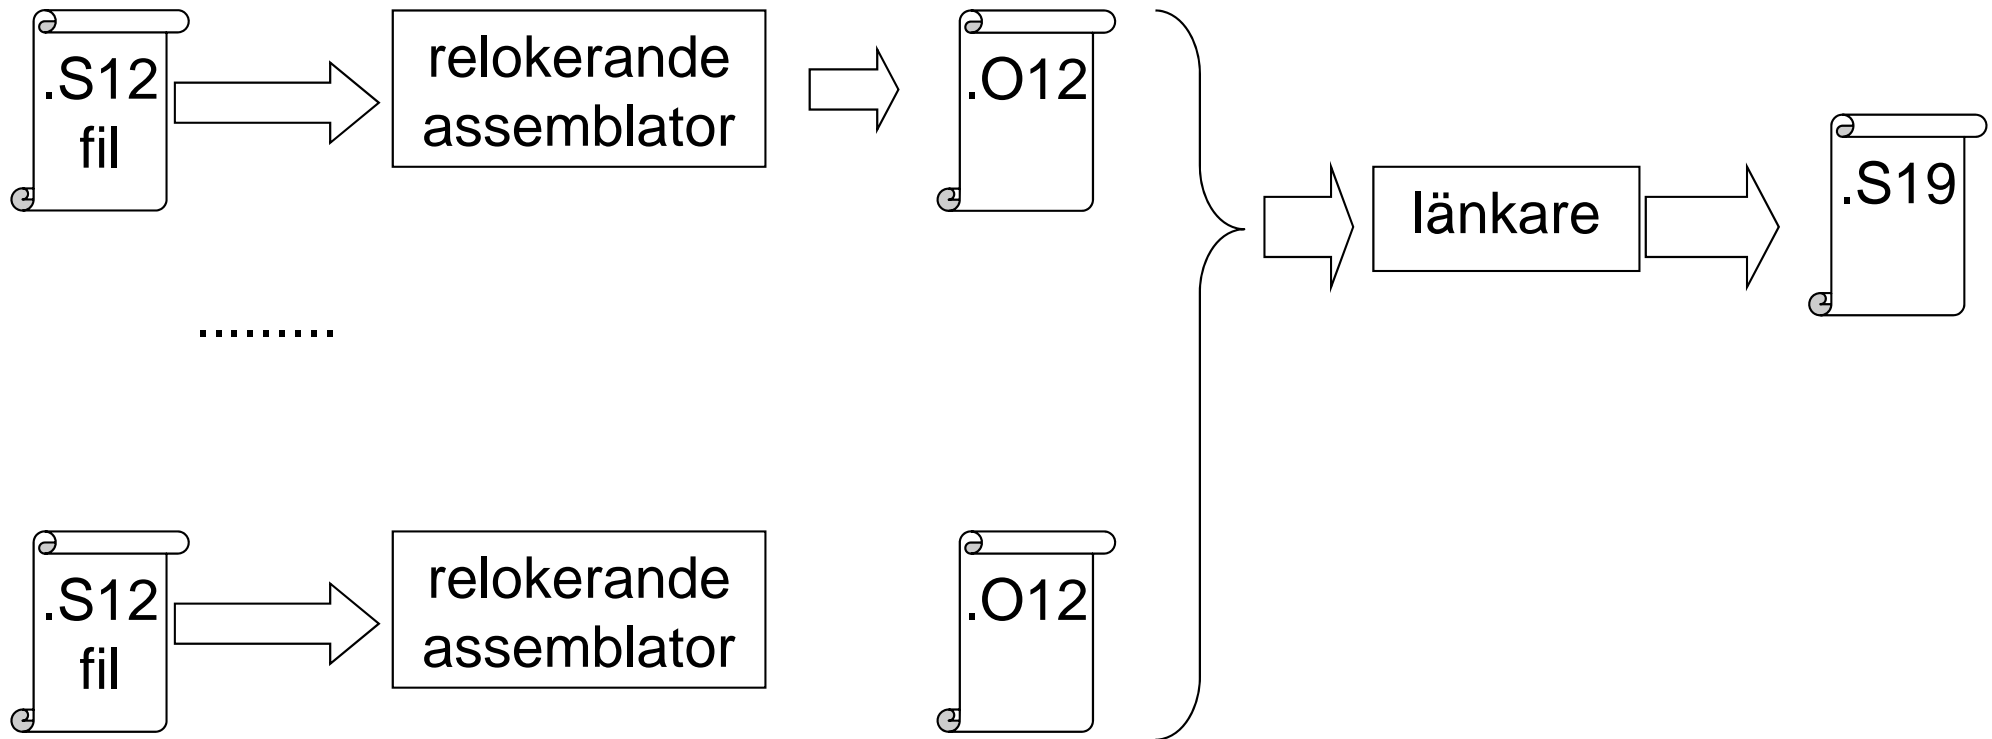 .S12
fil
relokerande
assemblator
.O12
länkare
.S19
.........
.S12
fil
relokerande
assemblator
.O12